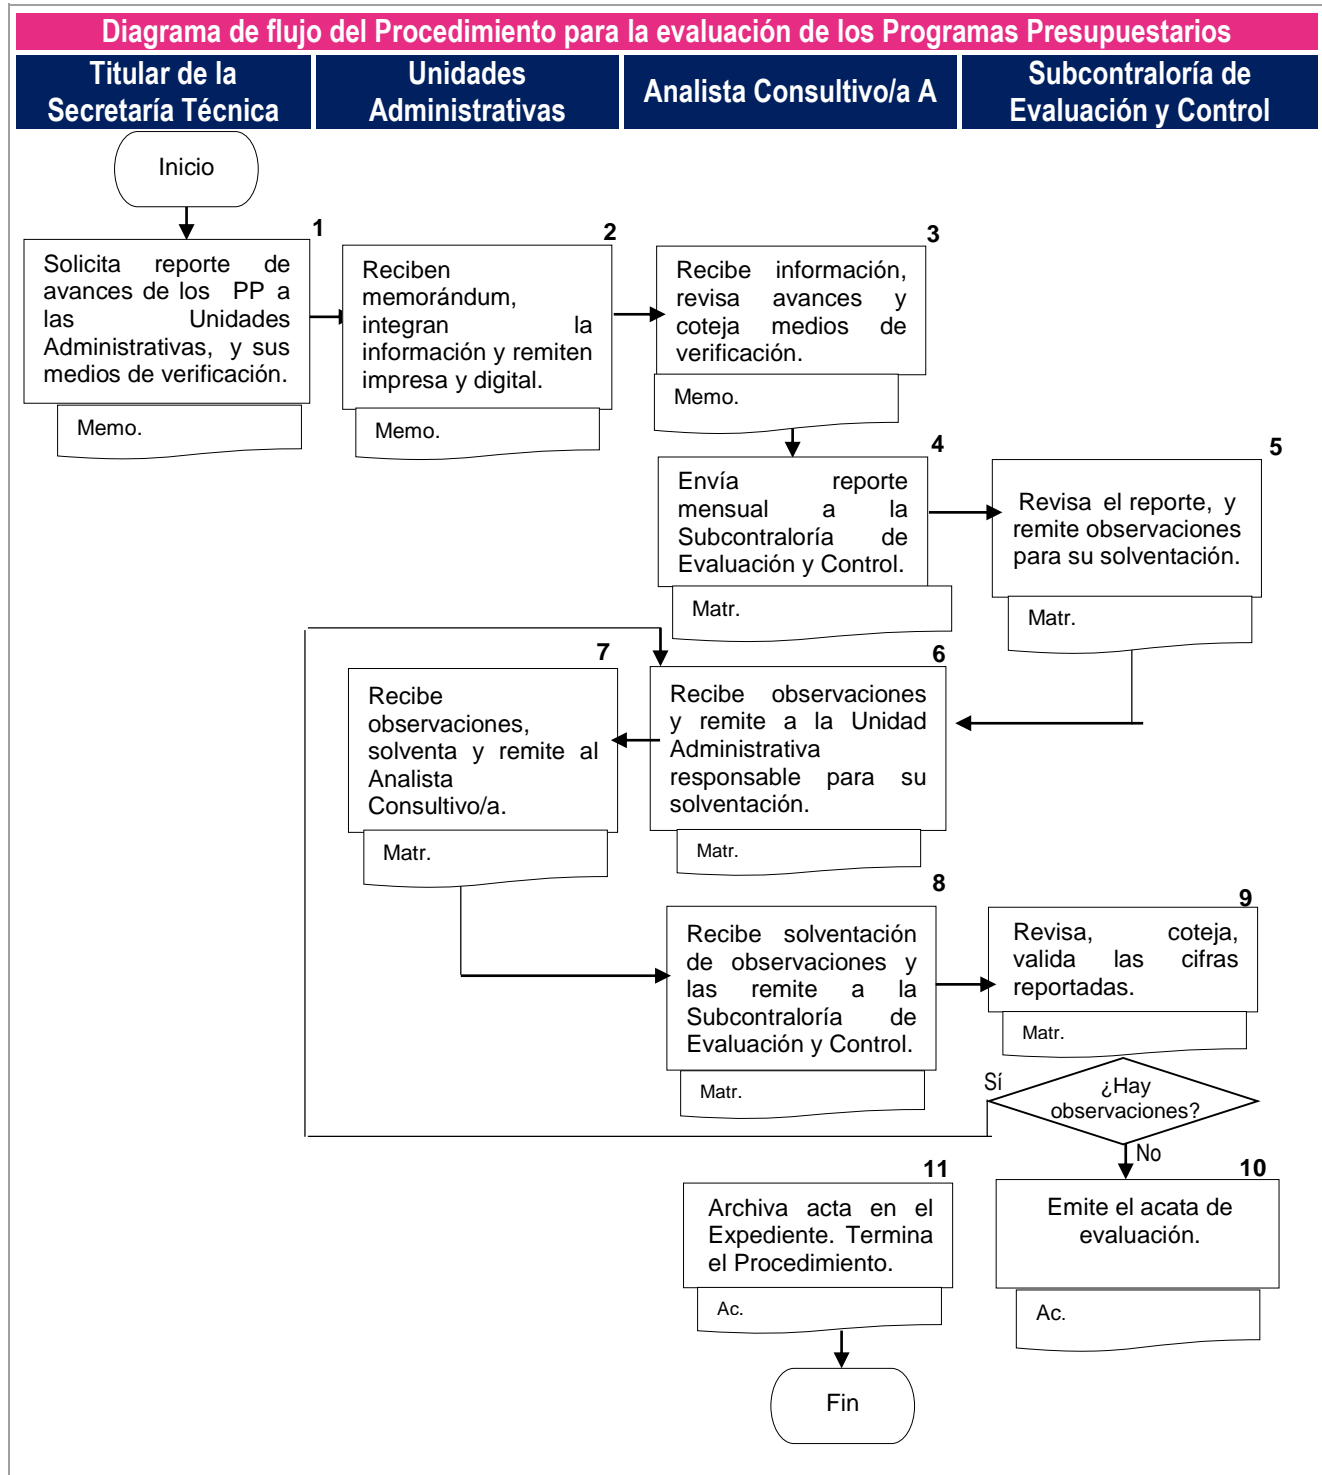 Diagrama de flujo del Procedimiento para la evaluación de los Programas Presupuestarios
Titular de la
Secretaría Técnica
Unidades
Administrativas
Analista Consultivo/a A
Subcontraloría de
Evaluación y Control
Inicio
1
Solicita reporte de
avances de los PP a
las Unidades
Administrativas, y sus
medios de verificación.
Memo.
2
Reciben
memorándum,
integran la
información y remiten
impresa y digital.
Memo.
3
Recibe información,
revisa avances y
coteja medios de
verificación.
Memo.
4
Envía reporte
mensual a la
Subcontraloría de
Evaluación y Control.
Matr.
5
Revisa el reporte, y
remite observaciones
para su solventación.
Matr.
6
Recibe observaciones
y remite a la Unidad
Administrativa
responsable para su
solventación.
Matr.
7
Recibe
observaciones,
solventa y remite al
Analista
Consultivo/a.
Matr.
8
Recibe solventación
de observaciones y
las remite a la
Subcontraloría de
Evaluación y Control.
Matr.
9
Revisa, coteja,
valida las cifras
reportadas.
Matr.
¿Hay
observaciones?
Sí
No
10
Emite el acata de
evaluación.
Ac.
11
Archiva acta en el
Expediente. Termina
el Procedimiento.
Ac.
Fin